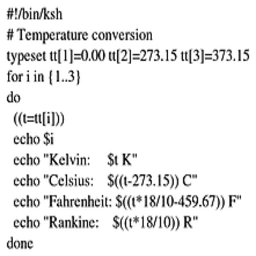 #!/bin/ksh
# Temperature conversion
typeset tt[1]=0.00 tt[2]=273.15 tt[3]=373.15
for i in {1..3}
do
((t=tt[i]))
echo $i
echo "Kelvin: $t K"
echo "Celsius: $((t-273.15)) C"
echo "Fahrenheit: $((t*18/10-459.67)) F"
echo "Rankine: $((t*18/10)) R"
done